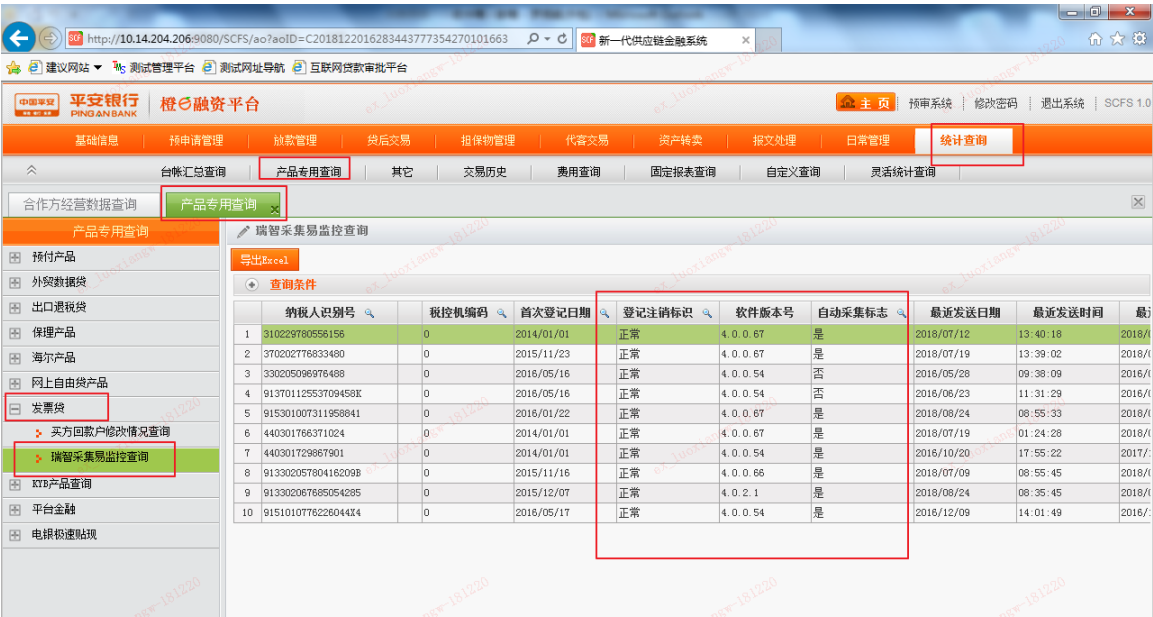 http://10.14.204.206:9080/SCFS/ao?aoID=C2018122016283443777354270101663 新一代供应链金融系统
建议网站 测试管理平台 测试网址导航 互联网贷款审批平台
中国平安 平安银行 PING AN BANK 橙e融资平台 主 页 预审系统 修改密码 退出系统 SCFS 1.0
基础信息 预申请管理 放款管理 贷后交易 担保物管理 代客交易 资产转卖 报文处理 日常管理 统计查询
台帐汇总查询 产品专用查询 其它 交易历史 费用查询 固定报表查询 自定义查询 灵活统计查询
合作方经营数据查询 产品专用查询
产品专用查询
预付产品
外贸数据贷
出口退税贷
保理产品
海尔产品
网上自由贷产品
发票贷
买方回款户修改情况查询
瑞智采集易监控查询
KYB产品查询
平台金融
电银极速贴现
瑞智采集易监控查询
导出Excel
查询条件
纳税人识别号 税控机编码 首次登记日期 登记注销标识 软件版本号 自动采集标志 最近发送日期 最近发送时间
1 310229780556156 0 2014/01/01 正常 4.0.0.67 是 2018/07/12 13:40:18 2018/
2 370202776833480 0 2015/11/23 正常 4.0.0.67 是 2018/07/19 13:39:02 2018/
3 330205096976488 0 2016/05/16 正常 4.0.0.54 否 2016/05/28 09:38:09 2016/
4 91370112553709458K 0 2016/05/16 正常 4.0.0.54 否 2016/06/23 11:31:29 2016/
5 915301007311958841 0 2016/01/22 正常 4.0.0.67 是 2018/08/24 08:55:33 2018/
6 440301766371024 0 2014/01/01 正常 4.0.0.67 是 2018/07/19 01:24:28 2018/
7 440301729867901 0 2014/01/01 正常 4.0.0.54 是 2016/10/20 17:55:22 2017/
8 91330205780416209B 0 2015/11/16 正常 4.0.0.66 是 2018/07/09 08:55:45 2018/
9 913302067685054285 0 2015/12/07 正常 4.0.2.1 是 2018/08/24 08:35:45 2018/
10 9151010776226044X4 0 2016/05/17 正常 4.0.0.54 是 2016/12/09 14:01:49 2016/